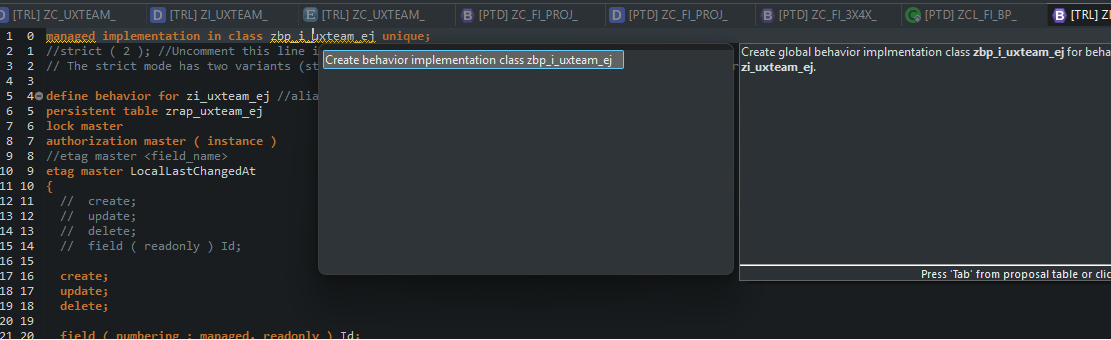 [TRL] ZC_UXTEAM_ [TRL] ZI_UXTEAM_ [TRL] ZC_UXTEAM_ [PTD] ZC_FI_PROJ_ [PTD] ZC_FI_PROJ_ [PTD] ZC_FI_3X4X_ [PTD] ZCL_FI_BP_ [TRL]
1 0 managed implementation in class zbp_i_uxteam_ej unique;
2 1 //strict ( 2 ); //Uncomment this line i
3 2 // The strict mode has two variants (st
4 3
5 4 define behavior for zi_uxteam_ej //alia
6 5 persistent table zrap_uxteam_ej
7 6 lock master
8 7 authorization master ( instance )
9 8 //etag master <field_name>
10 9 etag master LocalLastChangedAt
11 10 {
12 11 // create;
13 12 // update;
14 13 // delete;
15 14 // field ( readonly ) Id;
16 15
17 16 create;
18 17 update;
19 18 delete;
20 19
21 20 field ( numbering : managed, readonly ) Id;
Create behavior implementation class zbp_i_uxteam_ej
Create global behavior implmentation class zbp_i_uxteam_ej for beha
zi_uxteam_ej.
Press 'Tab' from proposal table or clic